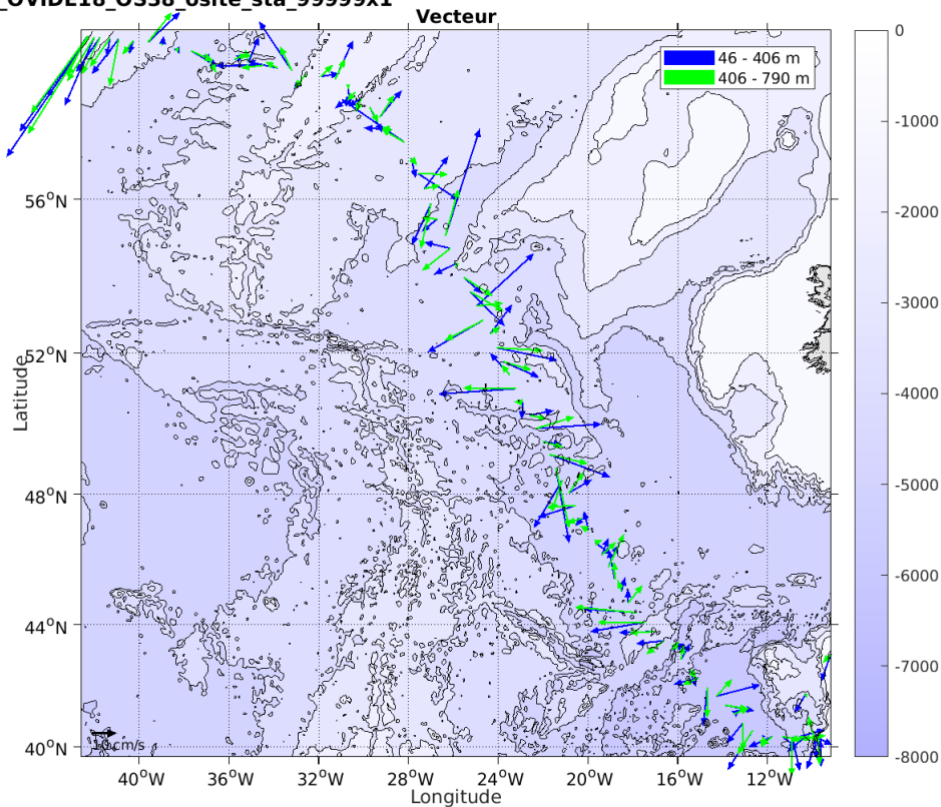 _OVIDE18_OS38_osite_sta_99999x1
Vecteur
46 - 406 m
406 - 790 m
56°N
52°N
48°N
44°N
40°N
Latitude
10 cm/s
40°W 36°W 32°W 28°W 24°W 20°W 16°W 12°W
Longitude
0
-1000
-2000
-3000
-4000
-5000
-6000
-7000
-8000